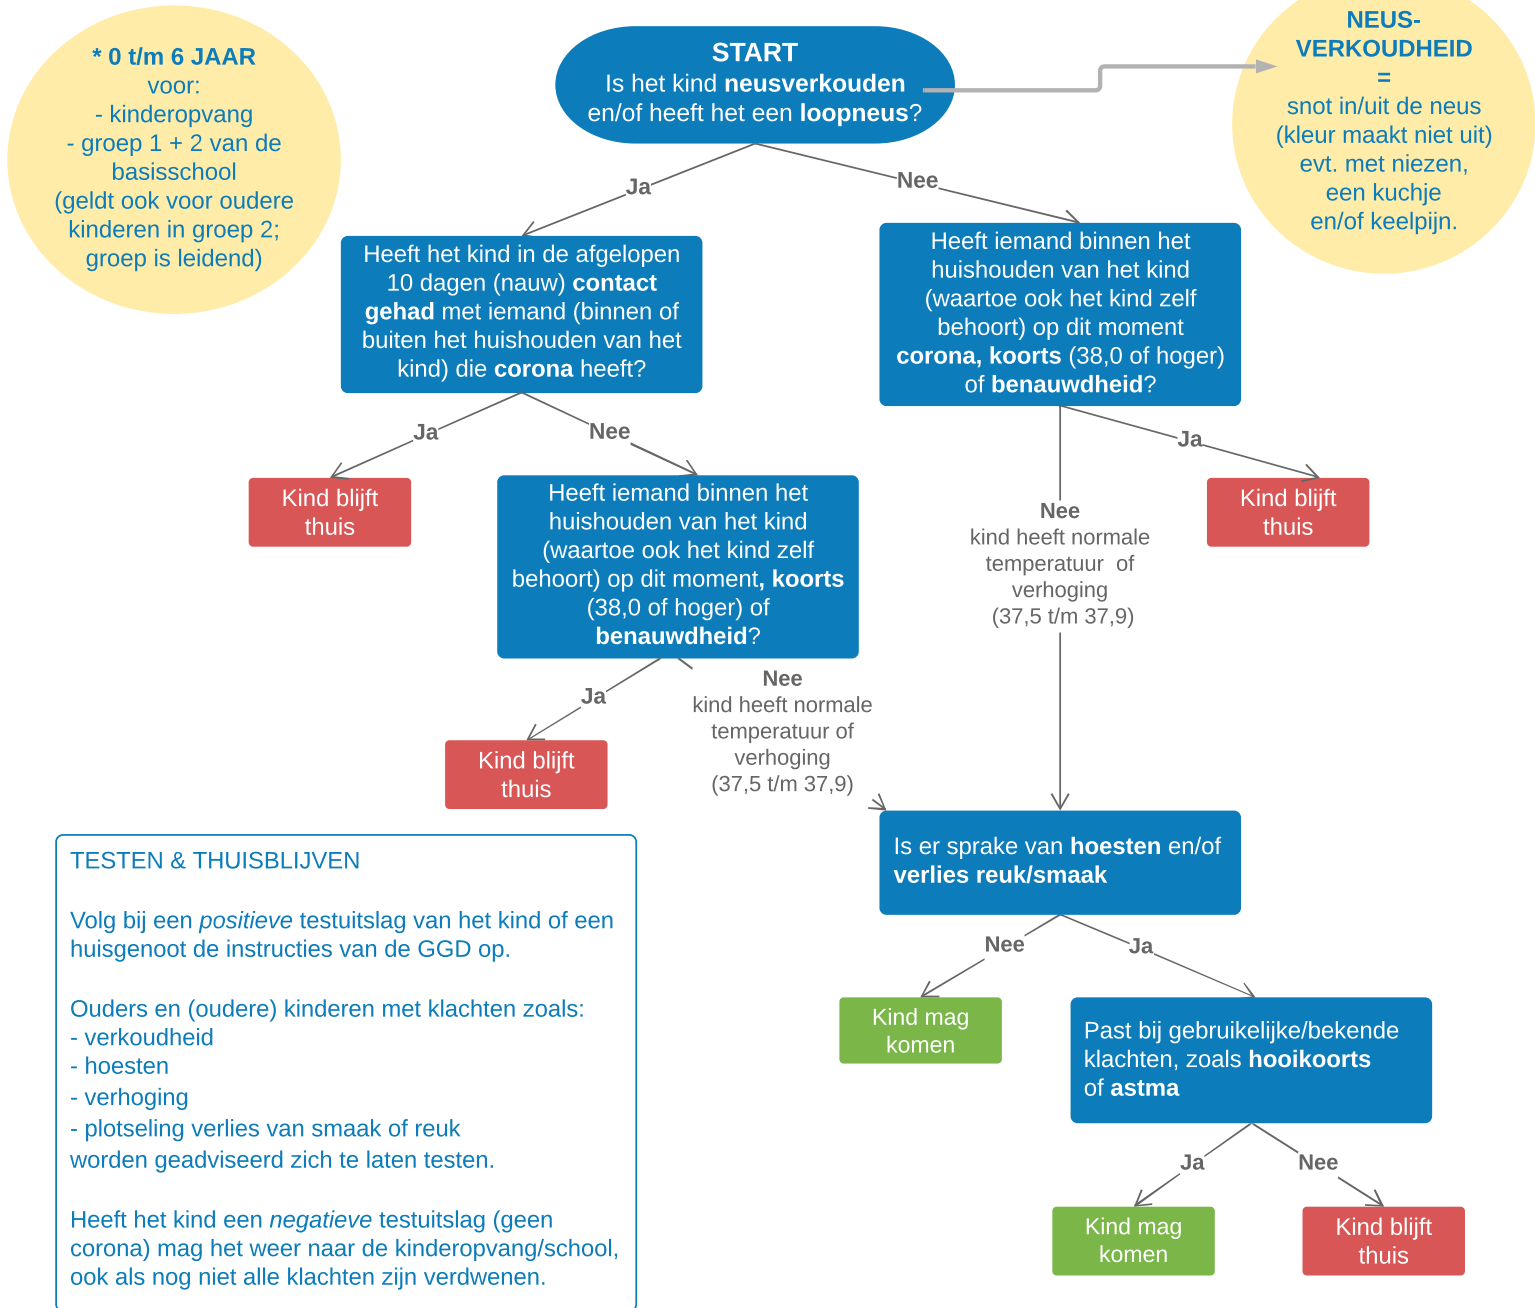 * 0 t/m 6 JAAR
voor:
- kinderopvang
- groep 1 + 2 van de
basisschool
(geldt ook voor oudere
kinderen in groep 2;
groep is leidend)
START
Is het kind neusverkouden
en/of heeft het een loopneus?
NEUS-
VERKOUDHEID
=
snot in/uit de neus
(kleur maakt niet uit)
evt. met niezen,
een kuchje
en/of keelpijn.
Ja
Nee
Heeft het kind in de afgelopen
10 dagen (nauw) contact
gehad met iemand (binnen of
buiten het huishouden van het
kind) die corona heeft?
Heeft iemand binnen het
huishouden van het kind
(waartoe ook het kind zelf
behoort) op dit moment
corona, koorts (38,0 of hoger)
of benauwdheid?
Ja
Nee
Ja
Kind blijft
thuis
Heeft iemand binnen het
huishouden van het kind
(waartoe ook het kind zelf
behoort) op dit moment, koorts
(38,0 of hoger) of
benauwdheid?
Nee
kind heeft normale
temperatuur  of
verhoging
(37,5 t/m 37,9)
Kind blijft
thuis
Ja
Nee
kind heeft normale
temperatuur of
verhoging
(37,5 t/m 37,9)
Kind blijft
thuis
Is er sprake van hoesten en/of
verlies reuk/smaak
Nee
Ja
Kind mag
komen
Past bij gebruikelijke/bekende
klachten, zoals hooikoorts
of astma
Ja
Nee
Kind mag
komen
Kind blijft
thuis
TESTEN & THUISBLIJVEN
Volg bij een positieve testuitslag van het kind of een
huisgenoot de instructies van de GGD op.
Ouders en (oudere) kinderen met klachten zoals:
- verkoudheid
- hoesten
- verhoging
- plotseling verlies van smaak of reuk
worden geadviseerd zich te laten testen.
Heeft het kind een negatieve testuitslag (geen
corona) mag het weer naar de kinderopvang/school,
ook als nog niet alle klachten zijn verdwenen.